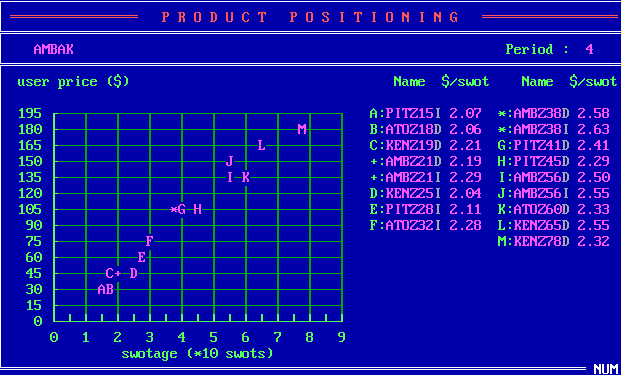 PRODUCT POSITIONING
AMBAK Period : 4
user price ($) Name $/swot Name $/swot
195 A:PITZ15I 2.07 *:AMBZ38D 2.58
180 M B:ATOZ18D 2.06 *:AMBZ38I 2.63
165 L C:KENZ19D 2.21 G:PITZ41D 2.41
150 J +:AMBZ21D 2.19 H:PITZ45D 2.29
135 I K +:AMBZ21I 2.29 I:AMBZ56D 2.50
120 D:KENZ25I 2.04 J:AMBZ56I 2.55
105 *G H E:PITZ28I 2.11 K:ATOZ60D 2.33
90 F:ATOZ32I 2.28 L:KENZ65D 2.55
75 F M:KENZ78D 2.32
60 E
45 C+ D
30 AB
15
0
0 1 2 3 4 5 6 7 8 9
swotage (*10 swots)
NUM